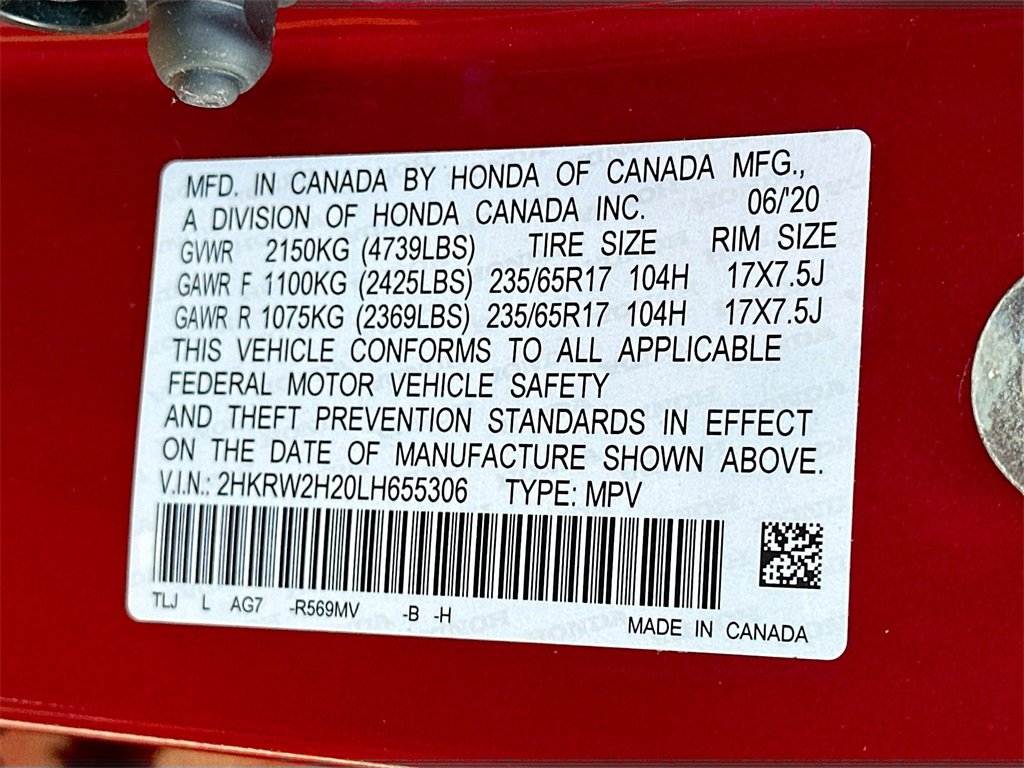 MFD. IN CANADA BY HONDA OF CANADA MFG.,
A DIVISION OF HONDA CANADA INC. 06/'20
GVWR 2150KG (4739LBS) TIRE SIZE RIM SIZE
GAWR F 1100KG (2425LBS) 235/65R17 104H 17X7.5J
GAWR R 1075KG (2369LBS) 235/65R17 104H 17X7.5J
THIS VEHICLE CONFORMS TO ALL APPLICABLE
FEDERAL MOTOR VEHICLE SAFETY
AND THEFT PREVENTION STANDARDS IN EFFECT
ON THE DATE OF MANUFACTURE SHOWN ABOVE.
V.I.N.: 2HKRW2H20LH655306 TYPE: MPV
TLJ L AG7 -R569MV -B -H
MADE IN CANADA